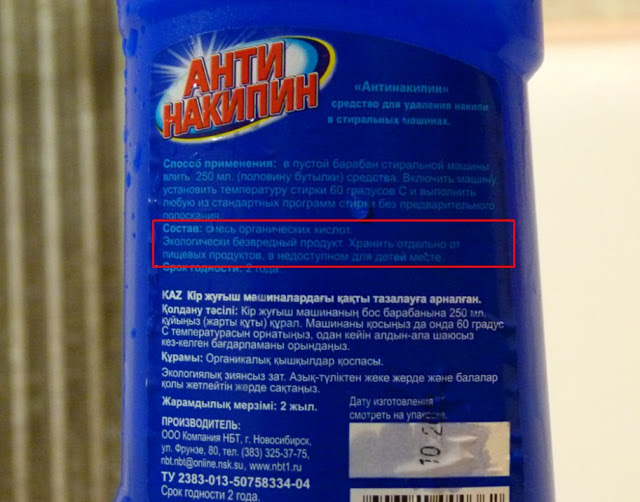 АНТИ
НАКИПИН
«Антинакипин»
средство для удаления накипи
в стиральных машинах.
Способ применения: в пустой барабан стиральной машины
влить 250 мл. (половину бутылки) средства. Включить машину,
установить температуру стирки 60 градусов С и выполнить
любую из стандартных программ стирки без предварительного
полоскания.
Состав: смесь органических кислот.
Экологически безвредный продукт. Хранить отдельно от
пищевых продуктов, в недоступном для детей месте.
Срок годности: 2 года.
KAZ Кір жуғыш машиналардағы қақты тазалауға арналған.
Қолдану тәсілі: Кір жуғыш машинаның бос барабанына 250 мл.
құйыңыз (жарты құты) құрал. Машинаны қосыңыз да онда 60 градус
С температурасын орнатыңыз, одан кейін алдын-ала шаюсыз
кез-келген бағдарламаны орындаңыз.
Құрамы: Органикалық қышқылдар қоспасы.
Экологиялық зиянсыз зат. Азық-түліктен жеке жерде және балалар
қолы жетпейтін жерде сақтаңыз.
Жарамдылық мерзімі: 2 жыл.
ПРОИЗВОДИТЕЛЬ:
ООО Компания НБТ, г. Новосибирск,
ул. Фрунзе, 80, тел. (383) 325-37-75,
nbt.nbt@online.nsk.su, www.nbt1.ru
ТУ 2383-013-50758334-04
Срок годности 2 года.
Дату изготовления
смотреть на упаковке.
10 2